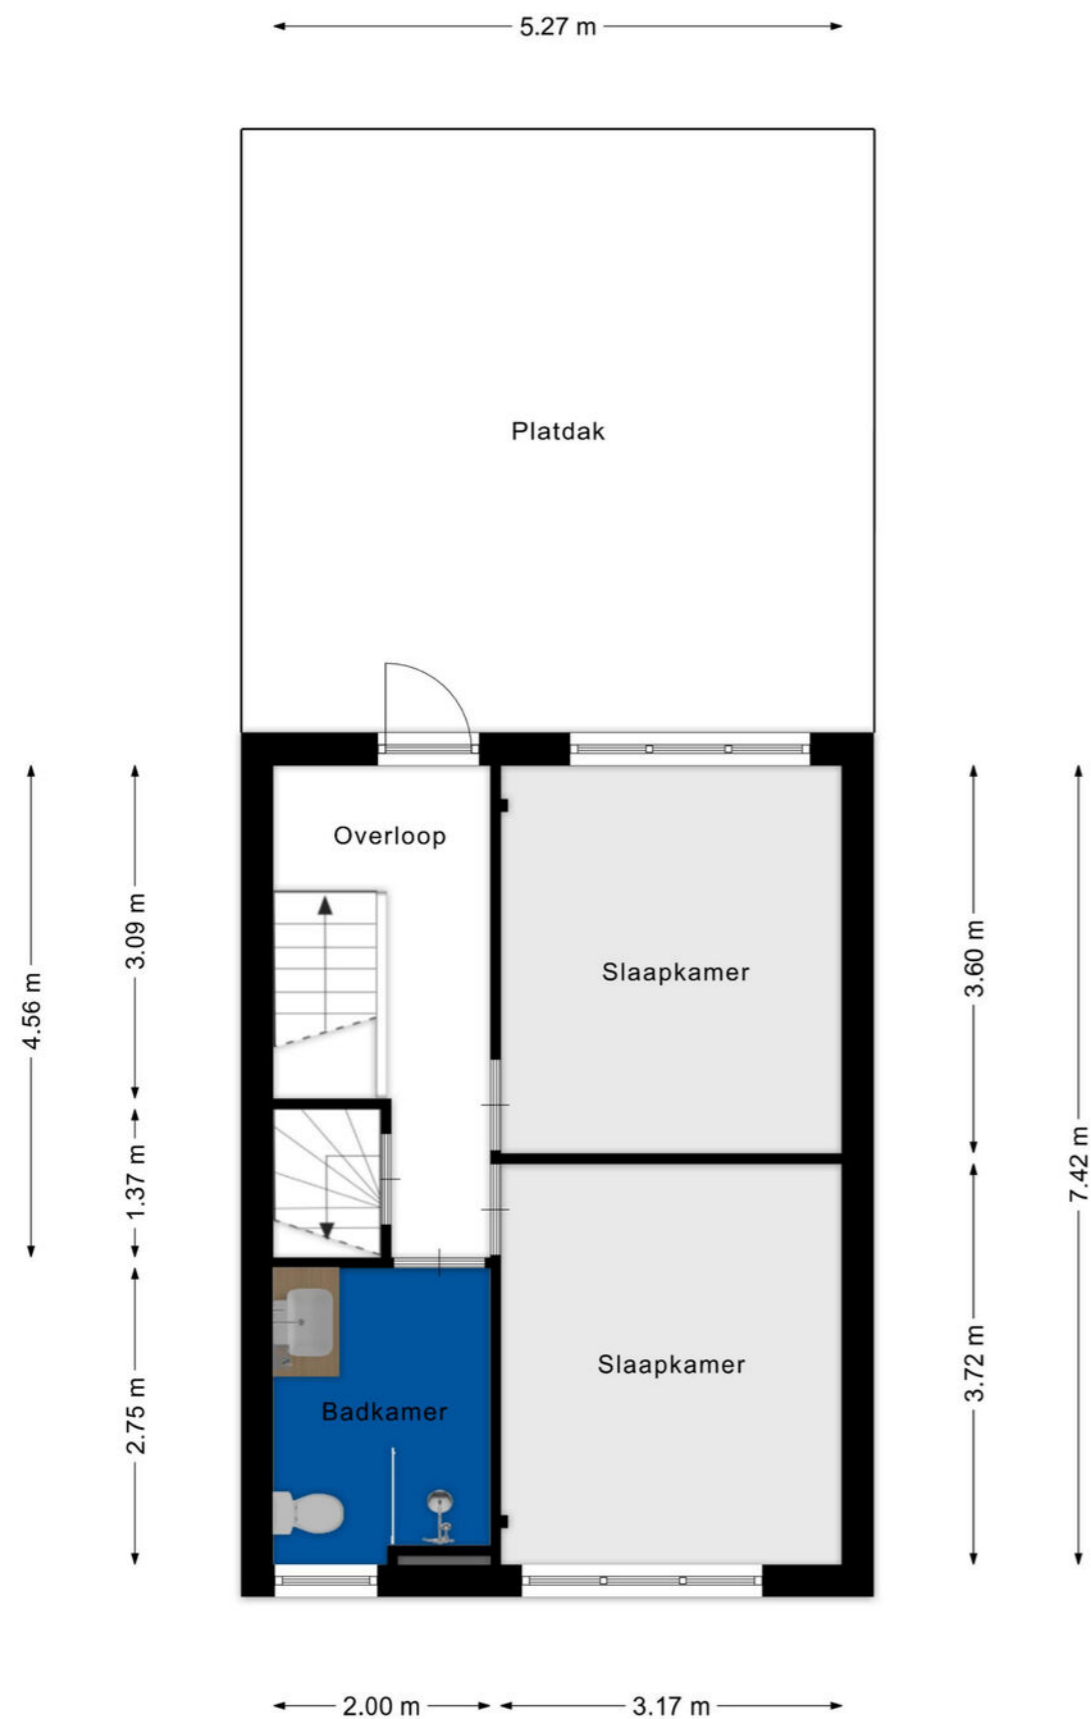 5.27 m
Platdak
Overloop
3.09 m
4.56 m
Slaapkamer
3.60 m
1.37 m
7.42 m
Slaapkamer
3.72 m
Badkamer
2.75 m
2.00 m
3.17 m